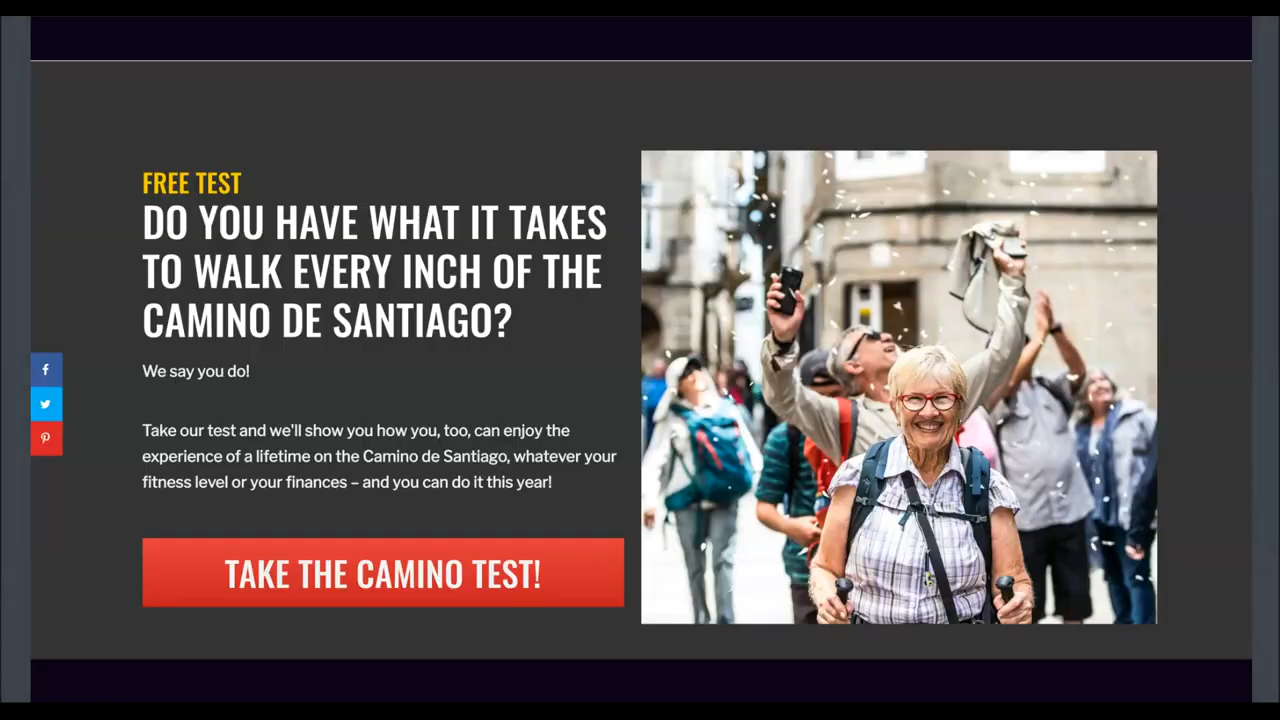 FREE TEST
DO YOU HAVE WHAT IT TAKES
TO WALK EVERY INCH OF THE
CAMINO DE SANTIAGO?
We say you do!
Take our test and we'll show you how you, too, can enjoy the
experience of a lifetime on the Camino de Santiago, whatever your
fitness level or your finances – and you can do it this year!
TAKE THE CAMINO TEST!